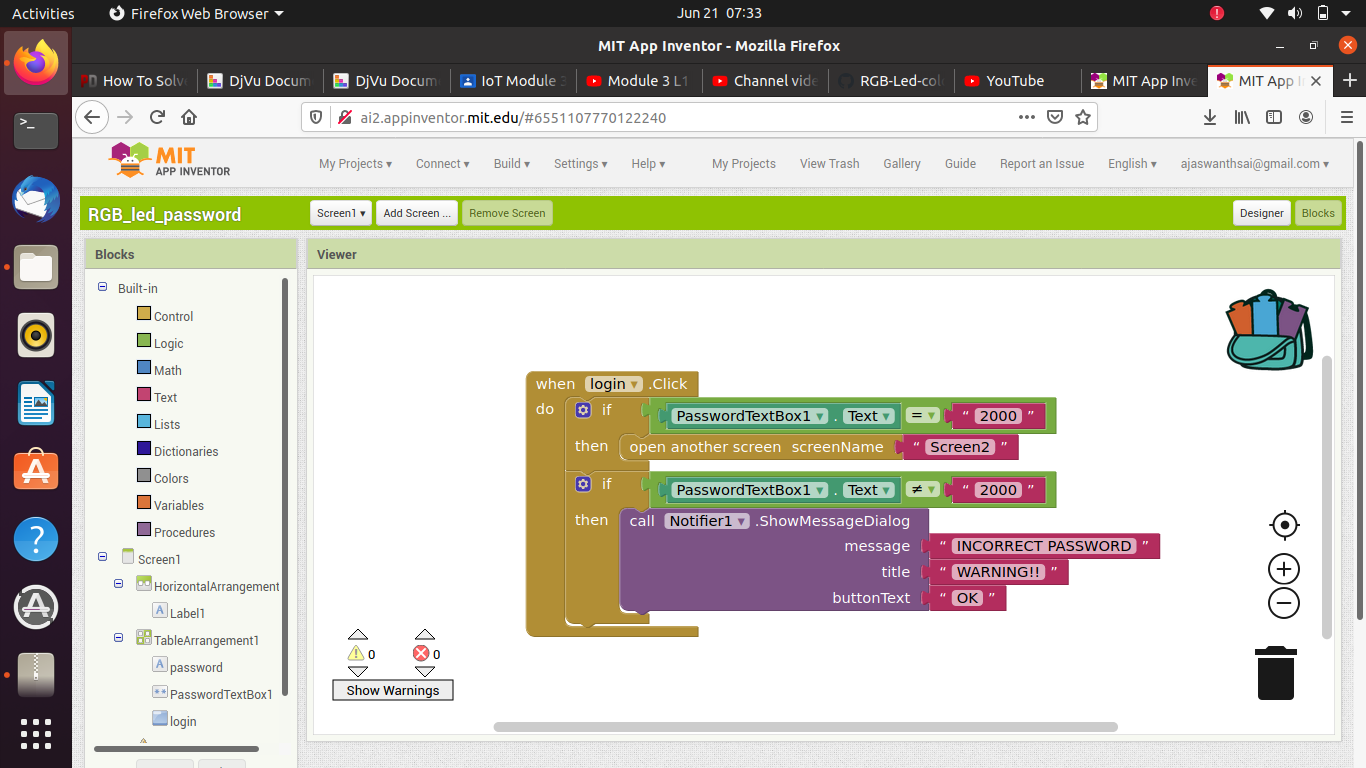 Activities Firefox Web Browser Jun 21 07:33
MIT App Inventor - Mozilla Firefox
How To Solve DjVu Docum DjVu Docum IoT Module 3 Module 3 L1 Channel vide RGB-Led-col YouTube MIT App Inve MIT App I
ai2.appinventor.mit.edu/#6551107770122240
MIT APP INVENTOR My Projects Connect Build Settings Help My Projects View Trash Gallery Guide Report an Issue English ajaswanthsai@gmail.com
RGB_led_password Screen1 Add Screen ... Remove Screen Designer Blocks
Blocks Viewer
Built-in
Control
Logic
Math
Text
Lists
Dictionaries
Colors
Variables
Procedures
Screen1
HorizontalArrangement
Label1
TableArrangement1
password
PasswordTextBox1
login
when login .Click
do if PasswordTextBox1 . Text = “ 2000 ”
then open another screen screenName “ Screen2 ”
if PasswordTextBox1 . Text ≠ “ 2000 ”
then call Notifier1 .ShowMessageDialog
message “ INCORRECT PASSWORD ”
title “ WARNING!! ”
buttonText “ OK ”
0 0
Show Warnings